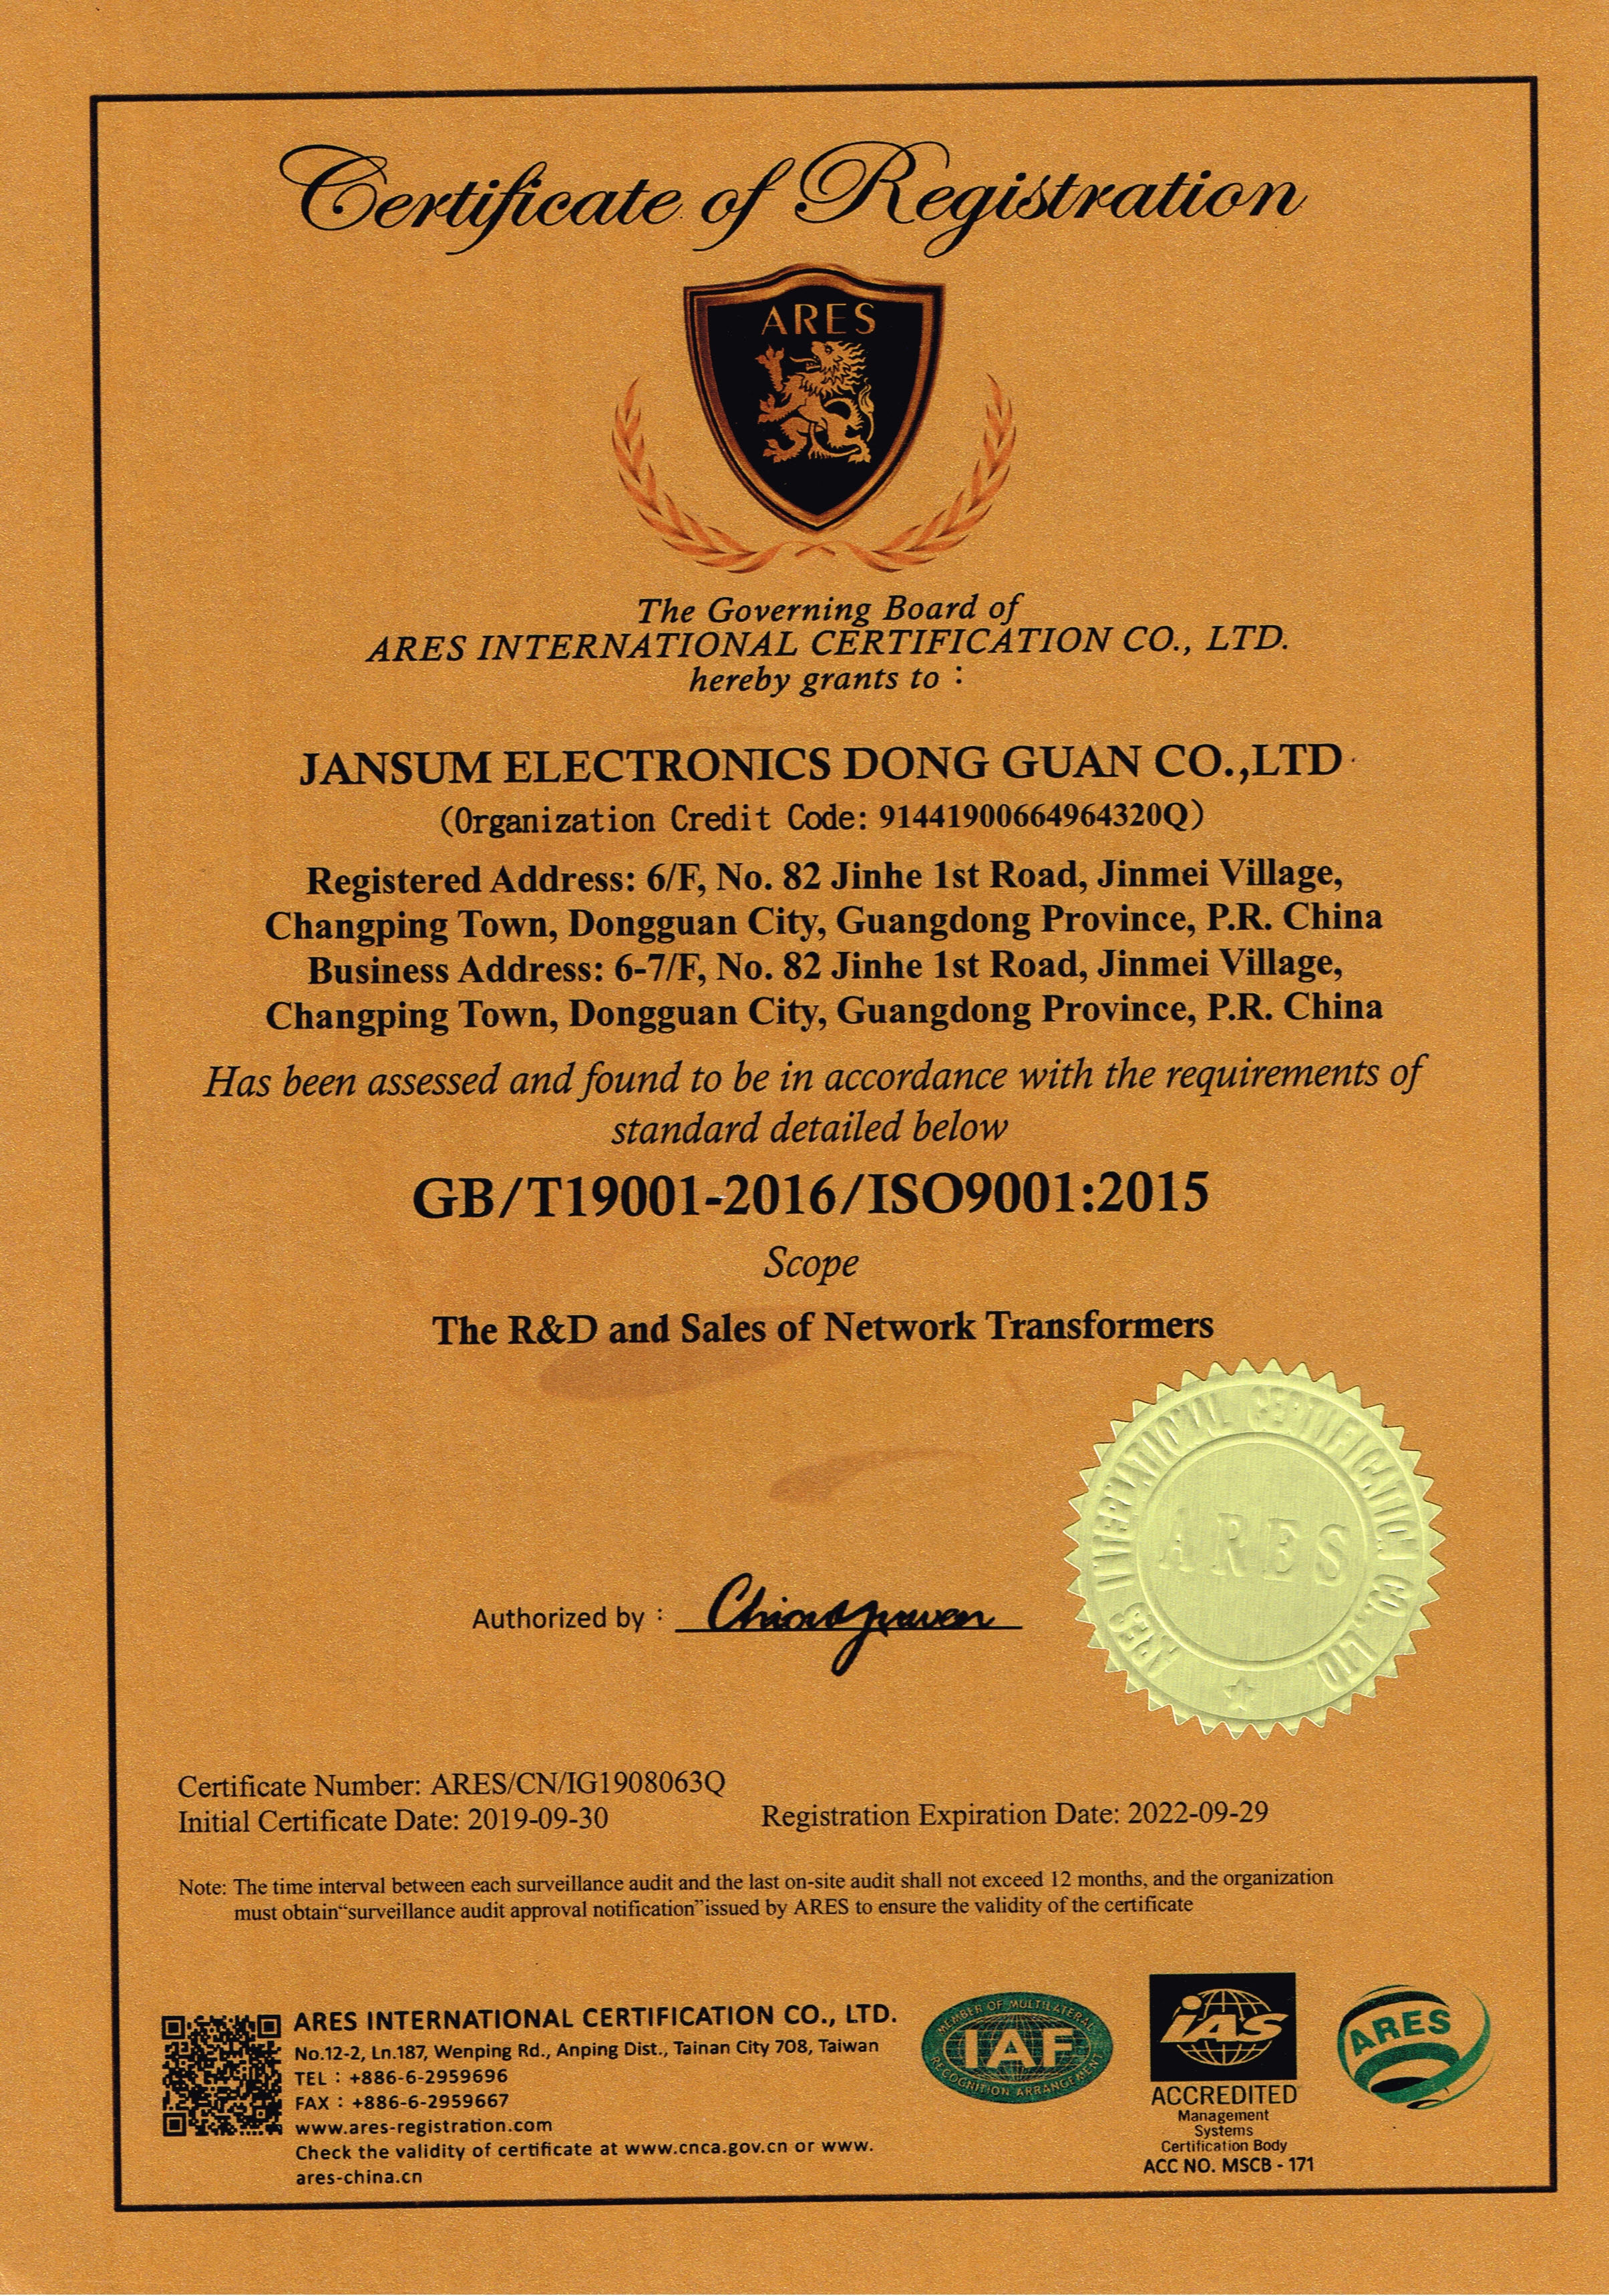 Certificate of Registration
ARES
The Governing Board of
ARES INTERNATIONAL CERTIFICATION CO., LTD.
hereby grants to：
JANSUM ELECTRONICS DONG GUAN CO.,LTD
(Organization Credit Code: 91441900664964320Q)
Registered Address: 6/F, No. 82 Jinhe 1st Road, Jinmei Village,
Changping Town, Dongguan City, Guangdong Province, P.R. China
Business Address: 6-7/F, No. 82 Jinhe 1st Road, Jinmei Village,
Changping Town, Dongguan City, Guangdong Province, P.R. China
Has been assessed and found to be in accordance with the requirements of
standard detailed below
GB/T19001-2016/ISO9001:2015
Scope
The R&D and Sales of Network Transformers
ARES INTERNATIONAL CERTIFICATION CO., LTD.
ARES
Authorized by：
Certificate Number: ARES/CN/IG1908063Q
Initial Certificate Date: 2019-09-30
Registration Expiration Date: 2022-09-29
Note: The time interval between each surveillance audit and the last on-site audit shall not exceed 12 months, and the organization
must obtain“surveillance audit approval notification”issued by ARES to ensure the validity of the certificate
ARES INTERNATIONAL CERTIFICATION CO., LTD.
No.12-2, Ln.187, Wenping Rd., Anping Dist., Tainan City 708, Taiwan
TEL：+886-6-2959696
FAX：+886-6-2959667
www.ares-registration.com
Check the validity of certificate at www.cnca.gov.cn or www.
ares-china.cn
MEMBER OF MULTILATERAL
IAF
RECOGNITION ARRANGEMENT
iAS
ACCREDITED
Management
Systems
Certification Body
ACC NO. MSCB - 171
ARES